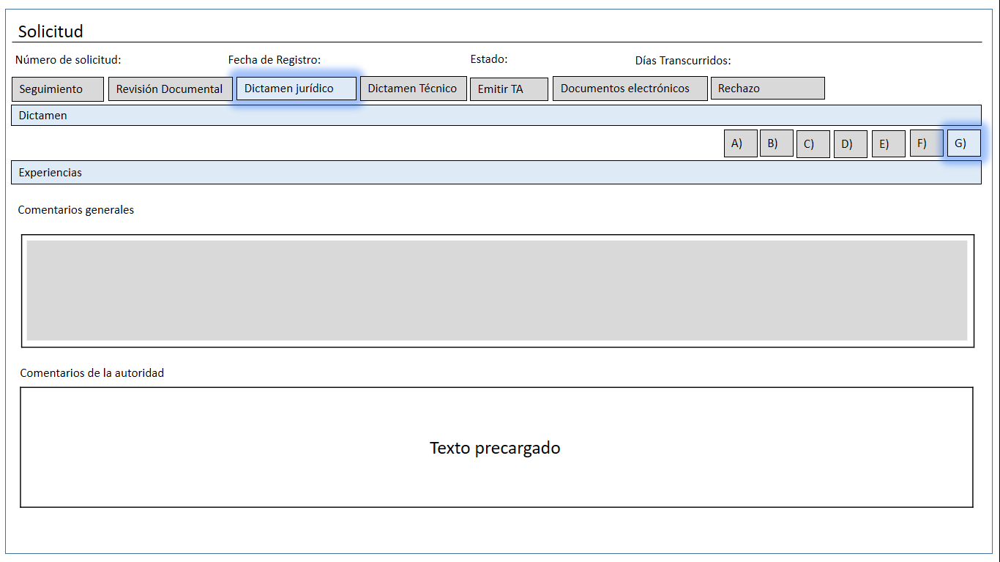 Solicitud
Número de solicitud: Fecha de Registro: Estado: Días Transcurridos:
Seguimiento Revisión Documental Dictamen jurídico Dictamen Técnico Emitir TA Documentos electrónicos Rechazo
Dictamen
A) B) C) D) E) F) G)
Experiencias
Comentarios generales
Comentarios de la autoridad
Texto precargado